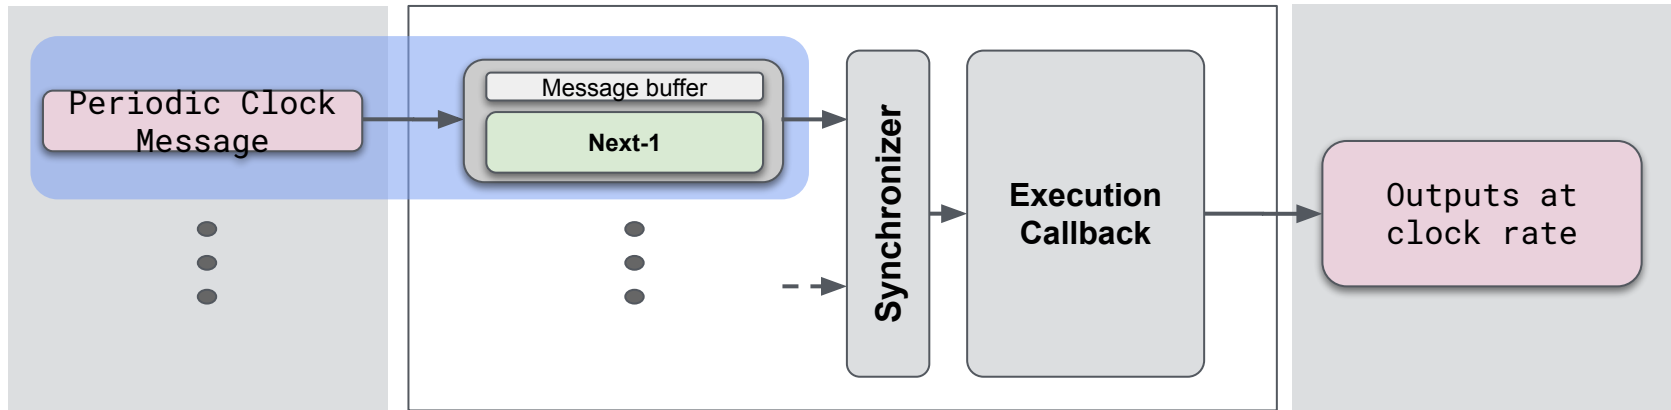 Periodic Clock
Message
Message buffer
Next-1
Synchronizer
Execution
Callback
Outputs at
clock rate